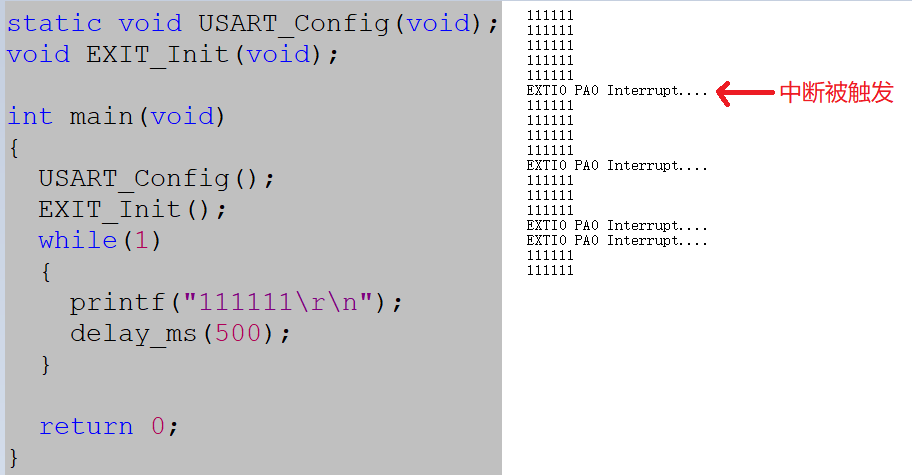 static void USART_Config(void);
void EXIT_Init(void);
int main(void)
{
USART_Config();
EXIT_Init();
while(1)
{
printf("111111\r\n");
delay_ms(500);
}
return 0;
}
111111
111111
111111
111111
111111
EXTI0 PA0 Interrupt....
中断被触发
111111
111111
111111
111111
EXTI0 PA0 Interrupt....
111111
111111
111111
EXTI0 PA0 Interrupt....
EXTI0 PA0 Interrupt....
111111
111111